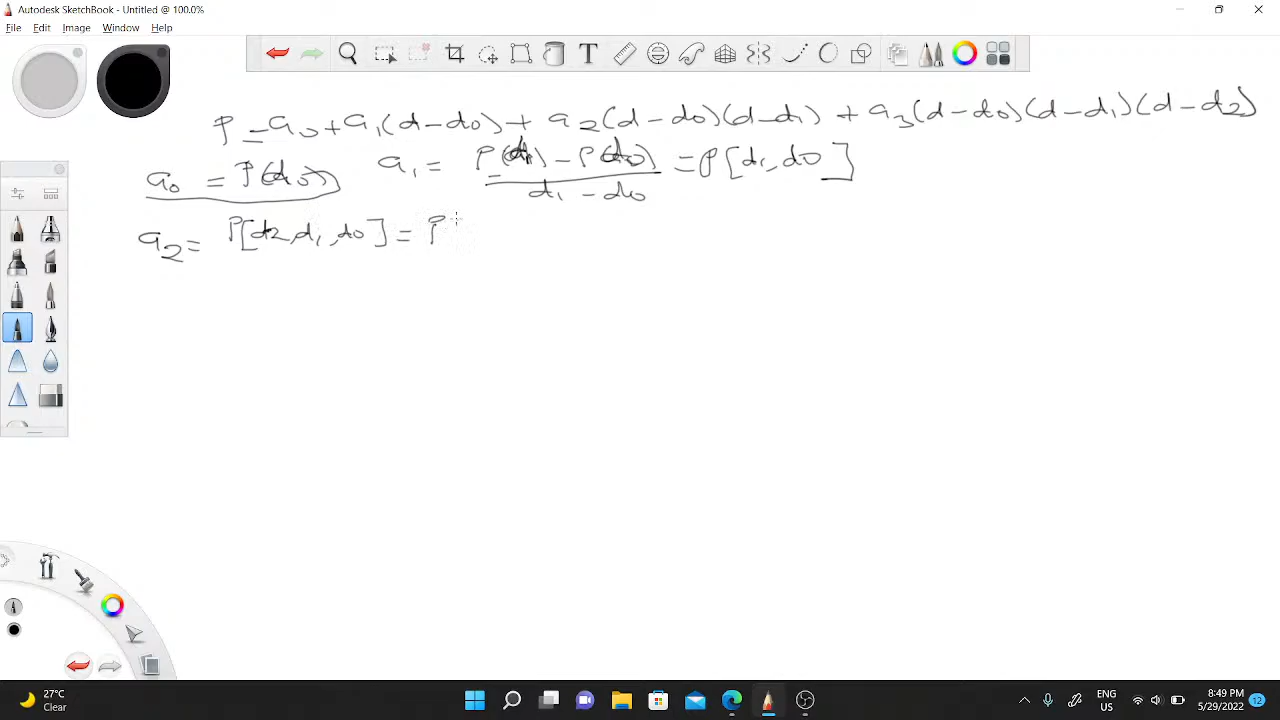 Autodesk SketchBook - Untitled @ 100.0%
File Edit Image Window Help
P = a0 + a1(d-d0) + a2(d-d0)(d-d1) + a3(d-d0)(d-d1)(d-d2)
a0 = P(d0) a1 = P(d1) - P(d0) / d1 - d0 = P[d1, d0]
a2 = P[d2, d1, d0] = P
27°C
Clear
ENG
US
8:49 PM
5/29/2022
12